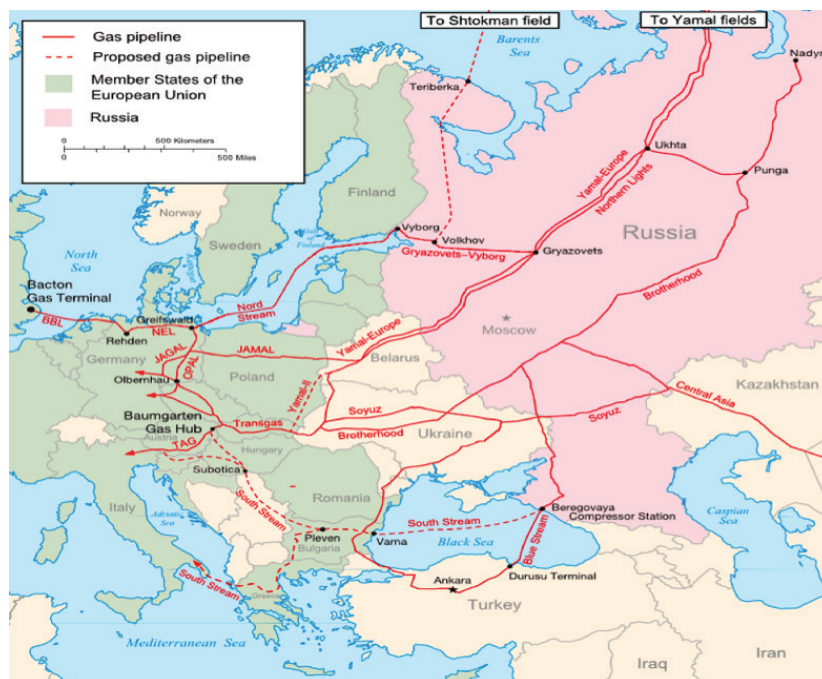 To Shtokman field
To Yamal fields
Gas pipeline
Proposed gas pipeline
Member States of the
European Union
Russia
0 500 Kilometers
0 500 Miles
Barents
Sea
Nadym
Teriberka
Ukhta
Punga
Yamal-Europe
Northern Lights
Finland
Norway
Sweden
Gulf of
Finland
Vyborg
Volkhov
Gryazovets
Gryazovets–Vyborg
Russia
North
Sea
Kattegat
Bacton
Gas Terminal
BBL
Greifswald
Nord
Stream
Rehden
NEL
Moscow
Brotherhood
Yamal-Europe
Belarus
JAGAL
JAMAL
OPAL
Germany
Poland
Olbernhau
Yamal-II
Kazakhstan
Central Asia
Baumgarten
Gas Hub
Transgas
Soyuz
Soyuz
Brotherhood
Ukraine
Austria
TAG
Hungary
Subotica
Romania
Italy
Adriatic
Sea
South Stream
Beregovaya
Compressor Station
Caspian
Sea
South Stream
Pleven
Bulgaria
Varna
Black Sea
Blue Stream
South Stream
Greece
Ankara
Durusu Terminal
Turkey
Mediterranean Sea
Iraq
Iran